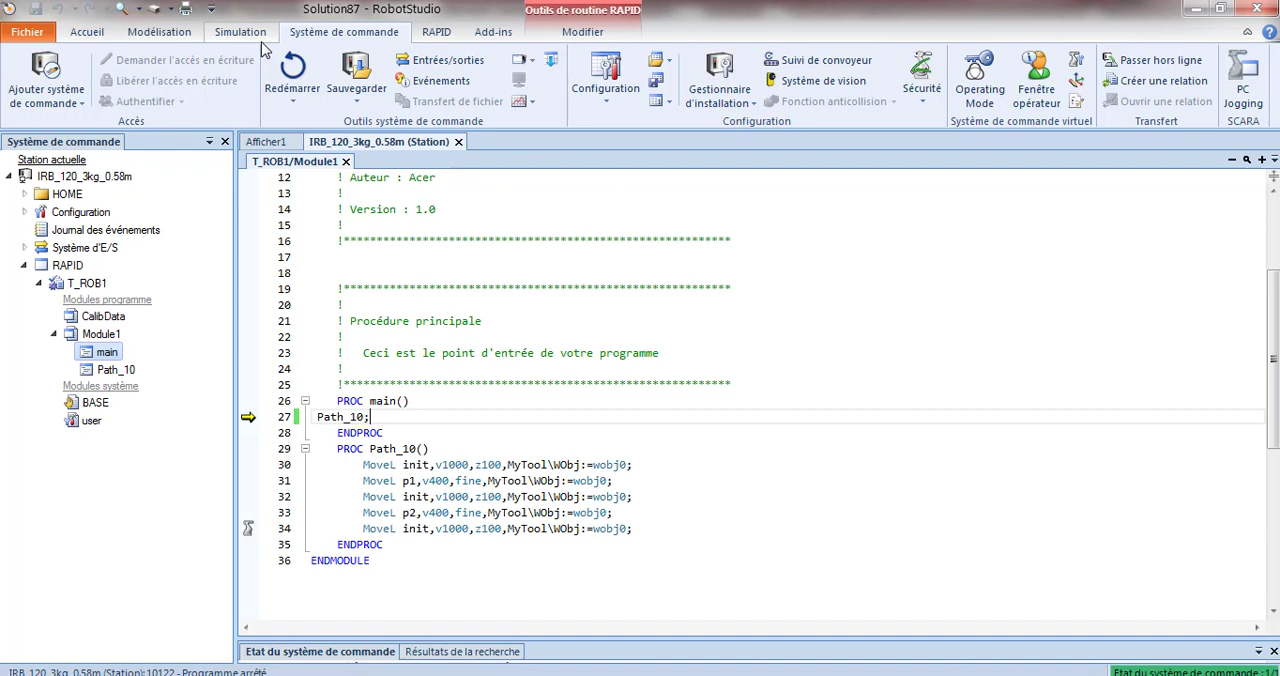 Solution87 - RobotStudio
Outils de routine RAPID
Fichier Accueil Modélisation Simulation Système de commande RAPID Add-ins Modifier
Ajouter système de commande
Demander l'accès en écriture
Libérer l'accès en écriture
Authentifier
Accès
Redémarrer
Sauvegarder
Entrées/sorties
Evénements
Transfert de fichier
Outils système de commande
Configuration
Gestionnaire d'installation
Suivi de convoyeur
Système de vision
Fonction anticollision
Configuration
Sécurité
Operating Mode
Fenêtre opérateur
Système de commande virtuel
Passer hors ligne
Créer une relation
Ouvrir une relation
Transfert
PC Jogging
SCARA
Système de commande
Station actuelle
IRB_120_3kg_0.58m
HOME
Configuration
Journal des événements
Système d'E/S
RAPID
T_ROB1
Modules programme
CalibData
Module1
main
Path_10
Modules système
BASE
user
Afficher1 IRB_120_3kg_0.58m (Station)
T_ROB1/Module1
12 ! Auteur : Acer
13 !
14 ! Version : 1.0
15 !
16 !***********************************************************
17
18
19 !***********************************************************
20 !
21 ! Procédure principale
22 !
23 ! Ceci est le point d'entrée de votre programme
24 !
25 !***********************************************************
26 PROC main()
27 Path_10;
28 ENDPROC
29 PROC Path_10()
30 MoveL init,v1000,z100,MyTool\WObj:=wobj0;
31 MoveL p1,v400,fine,MyTool\WObj:=wobj0;
32 MoveL init,v1000,z100,MyTool\WObj:=wobj0;
33 MoveL p2,v400,fine,MyTool\WObj:=wobj0;
34 MoveL init,v1000,z100,MyTool\WObj:=wobj0;
35 ENDPROC
36 ENDMODULE
Etat du système de commande Résultats de la recherche
IRB_120_3kg_0.58m (Station): 10122 - Programme arrêté
Etat du système de commande : 1/1